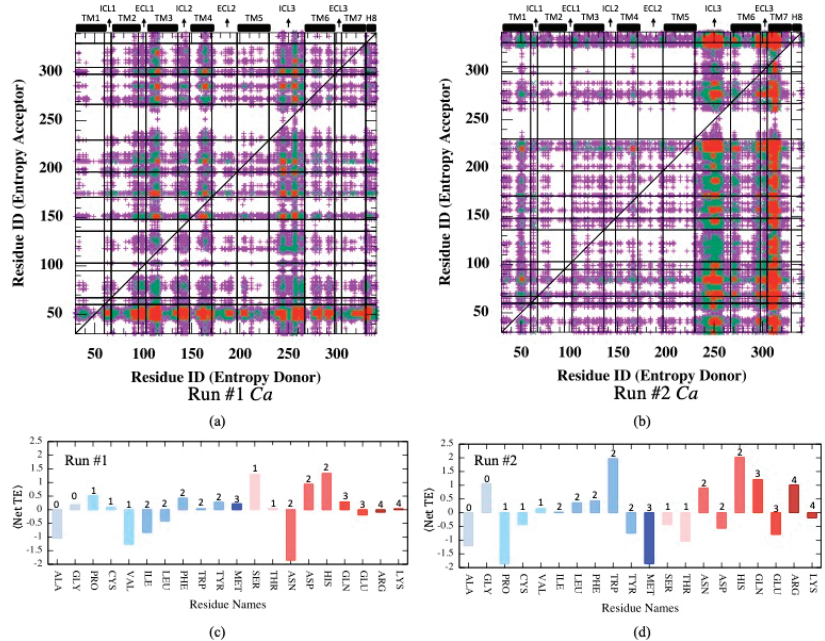 ICL1 ECL1 ICL2 ECL2 ICL3 ECL3
TM1 TM2 TM3 TM4 TM5 TM6 TM7 H8
Residue ID (Entropy Acceptor)
300
250
200
150
100
50
50 100 150 200 250 300
Residue ID (Entropy Donor)
Run #1 Ca
(a)
ICL1 ECL1 ICL2 ECL2 ICL3 ECL3
TM1 TM2 TM3 TM4 TM5 TM6 TM7 H8
Residue ID (Entropy Acceptor)
300
250
200
150
100
50
50 100 150 200 250 300
Residue ID (Entropy Donor)
Run #2 Ca
(b)
⟨Net TE⟩
2.5
2
1.5
1
0.5
0
-0.5
-1
-1.5
-2
Run #1
0 0 1 1 1 2 2 2 2 2 3 1 1 2 2 2 3 3 4 4
ALA GLY PRO CYS VAL ILE LEU PHE TRP TYR MET SER THR ASN ASP HIS GLN GLU ARG LYS
Residue Names
(c)
⟨Net TE⟩
2.5
2
1.5
1
0.5
0
-0.5
-1
-1.5
-2
Run #2
0 0 1 1 1 2 2 2 2 2 3 1 1 2 2 2 3 3 4 4
ALA GLY PRO CYS VAL ILE LEU PHE TRP TYR MET SER THR ASN ASP HIS GLN GLU ARG LYS
Residue Names
(d)